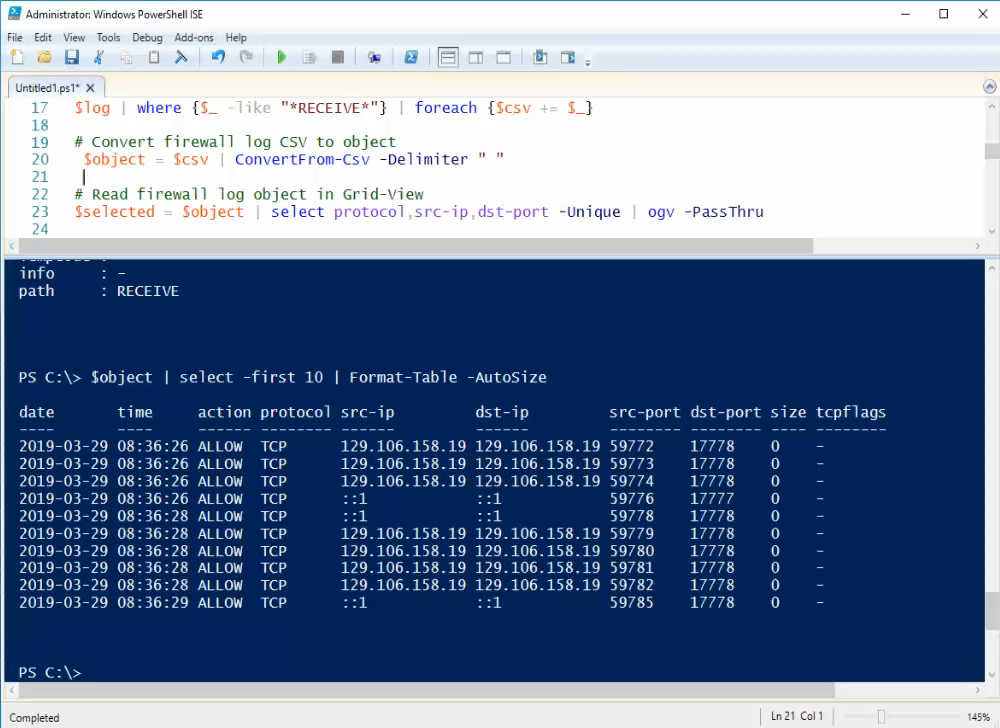 Administrator: Windows PowerShell ISE
File Edit View Tools Debug Add-ons Help
Untitled1.ps1* X
17 $log | where {$_ -like "*RECEIVE*"} | foreach {$csv += $_}
18
19 # Convert firewall log CSV to object
20 $object = $csv | ConvertFrom-Csv -Delimiter " "
21
22 # Read firewall log object in Grid-View
23 $selected = $object | select protocol,src-ip,dst-port -Unique | ogv -PassThru
24
info : -
path : RECEIVE
PS C:\> $object | select -first 10 | Format-Table -AutoSize
date time action protocol src-ip dst-ip src-port dst-port size tcpflags
---- ---- ------ -------- ------ ------ -------- -------- ---- --------
2019-03-29 08:36:26 ALLOW TCP 129.106.158.19 129.106.158.19 59772 17778 0 -
2019-03-29 08:36:26 ALLOW TCP 129.106.158.19 129.106.158.19 59773 17778 0 -
2019-03-29 08:36:26 ALLOW TCP 129.106.158.19 129.106.158.19 59774 17778 0 -
2019-03-29 08:36:26 ALLOW TCP ::1 ::1 59776 17777 0 -
2019-03-29 08:36:28 ALLOW TCP ::1 ::1 59778 17778 0 -
2019-03-29 08:36:28 ALLOW TCP 129.106.158.19 129.106.158.19 59779 17778 0 -
2019-03-29 08:36:28 ALLOW TCP 129.106.158.19 129.106.158.19 59780 17778 0 -
2019-03-29 08:36:28 ALLOW TCP 129.106.158.19 129.106.158.19 59781 17778 0 -
2019-03-29 08:36:28 ALLOW TCP 129.106.158.19 129.106.158.19 59782 17778 0 -
2019-03-29 08:36:29 ALLOW TCP ::1 ::1 59785 17778 0 -
PS C:\>
Completed Ln 21 Col 1 145%